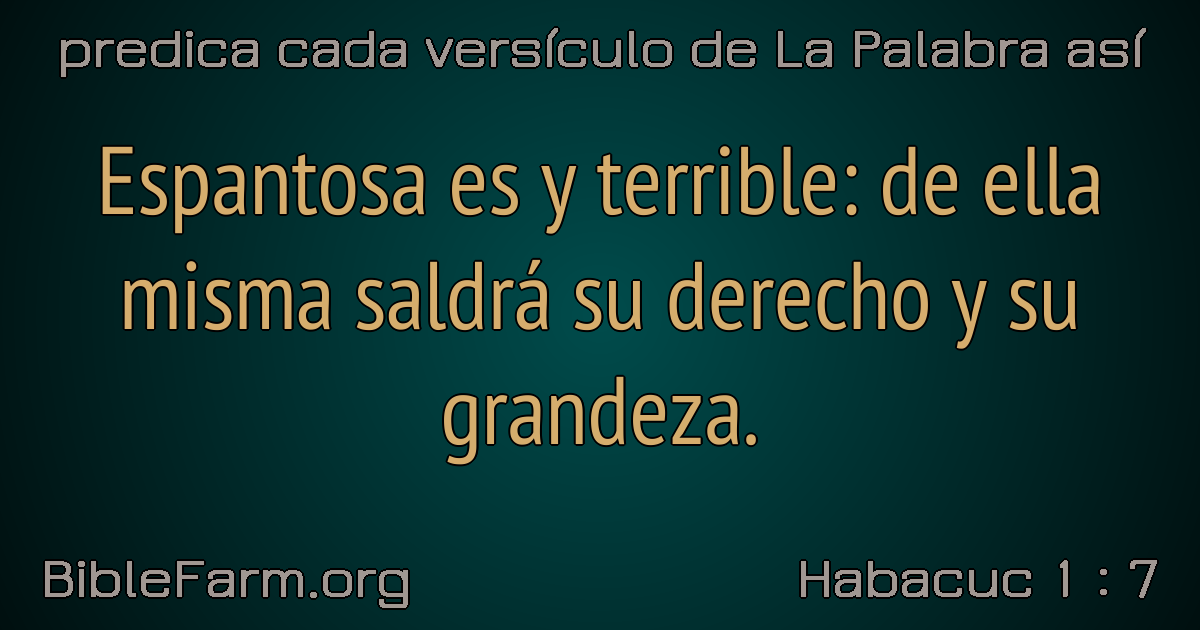 predica cada versículo de La Palabra así
Espantosa es y terrible: de ella
misma saldrá su derecho y su
grandeza.
BibleFarm.org
Habacuc 1 : 7